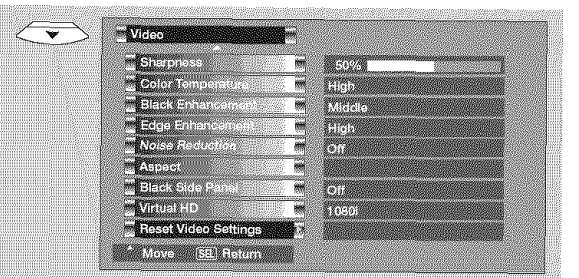 Video
Sharpness 50%
Color Temperature High
Black Enhancement Middle
Edge Enhancement High
Noise Reduction Off
Aspect
Black Side Panel Off
Virtual HD 1080i
Reset Video Settings
Move SEL Return